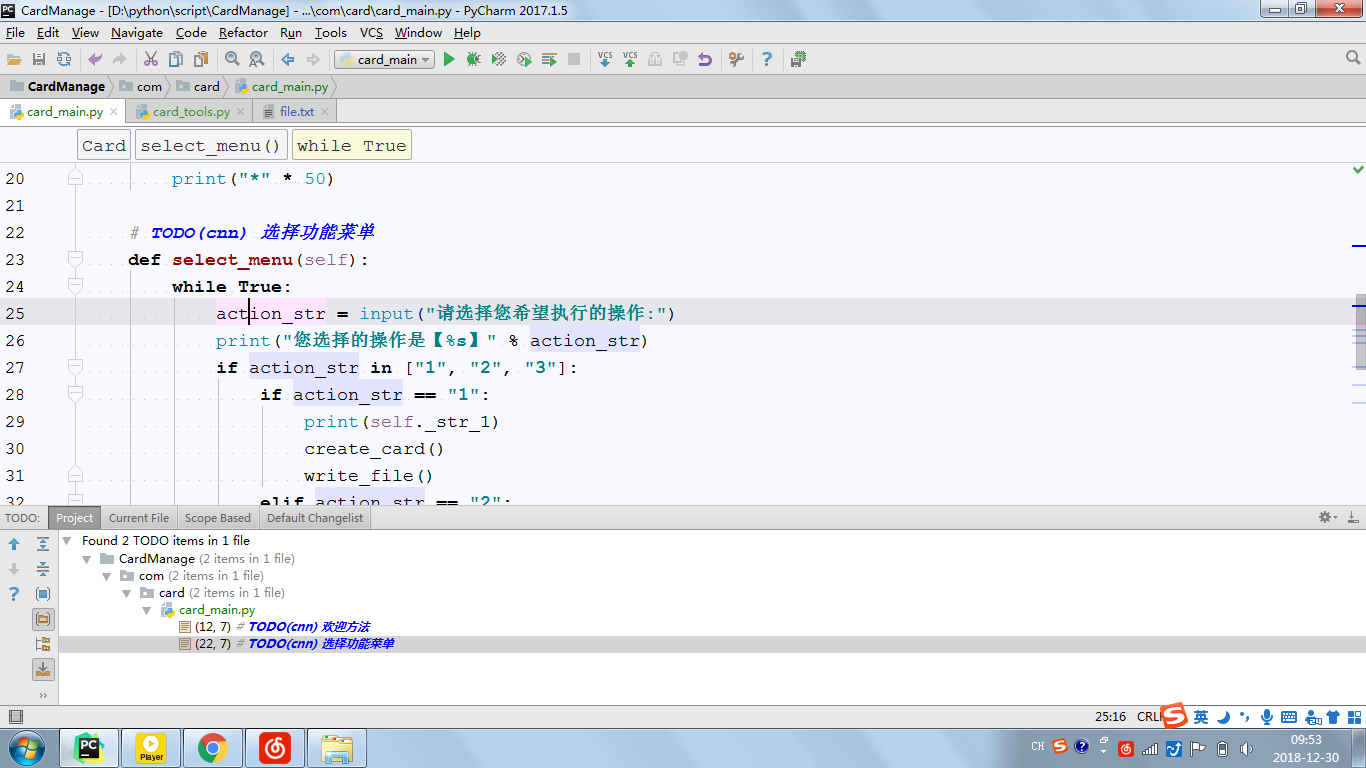 CardManage - [D:\python\script\CardManage] - ...\com\card\card_main.py - PyCharm 2017.1.5
File Edit View Navigate Code Refactor Run Tools VCS Window Help
card_main VCS VCS
CardManage com card card_main.py
card_main.py card_tools.py file.txt
Card select_menu() while True
20 print("*" * 50)
21
22 # TODO(cnn) 选择功能菜单
23 def select_menu(self):
24 while True:
25 action_str = input("请选择您希望执行的操作:")
26 print("您选择的操作是【%s】" % action_str)
27 if action_str in ["1", "2", "3"]:
28 if action_str == "1":
29 print(self._str_1)
30 create_card()
31 write_file()
32 elif action_str == "2":
TODO: Project Current File Scope Based Default Changelist
Found 2 TODO items in 1 file
CardManage (2 items in 1 file)
com (2 items in 1 file)
card (2 items in 1 file)
card_main.py
(12, 7) # TODO(cnn) 欢迎方法
(22, 7) # TODO(cnn) 选择功能菜单
25:16 CRLF 英
PC Player CH 09:53
2018-12-30